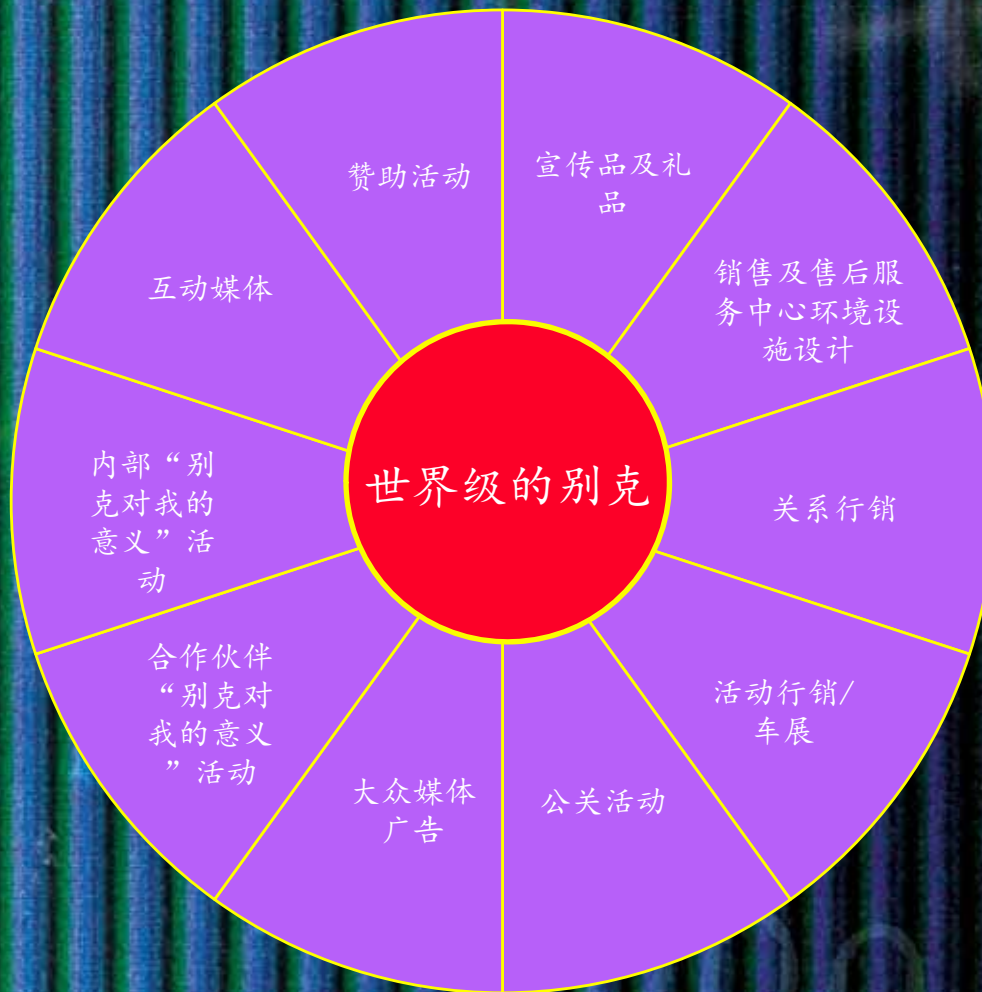 赞助活动
宣传品及礼
品
互动媒体
销售及售后服
务中心环境设
施设计
内部“别
克对我的
意义”活
动
世界级的别克
关系行销
合作伙伴
“别克对
我的意义
”活动
活动行销/
车展
大众媒体
广告
公关活动